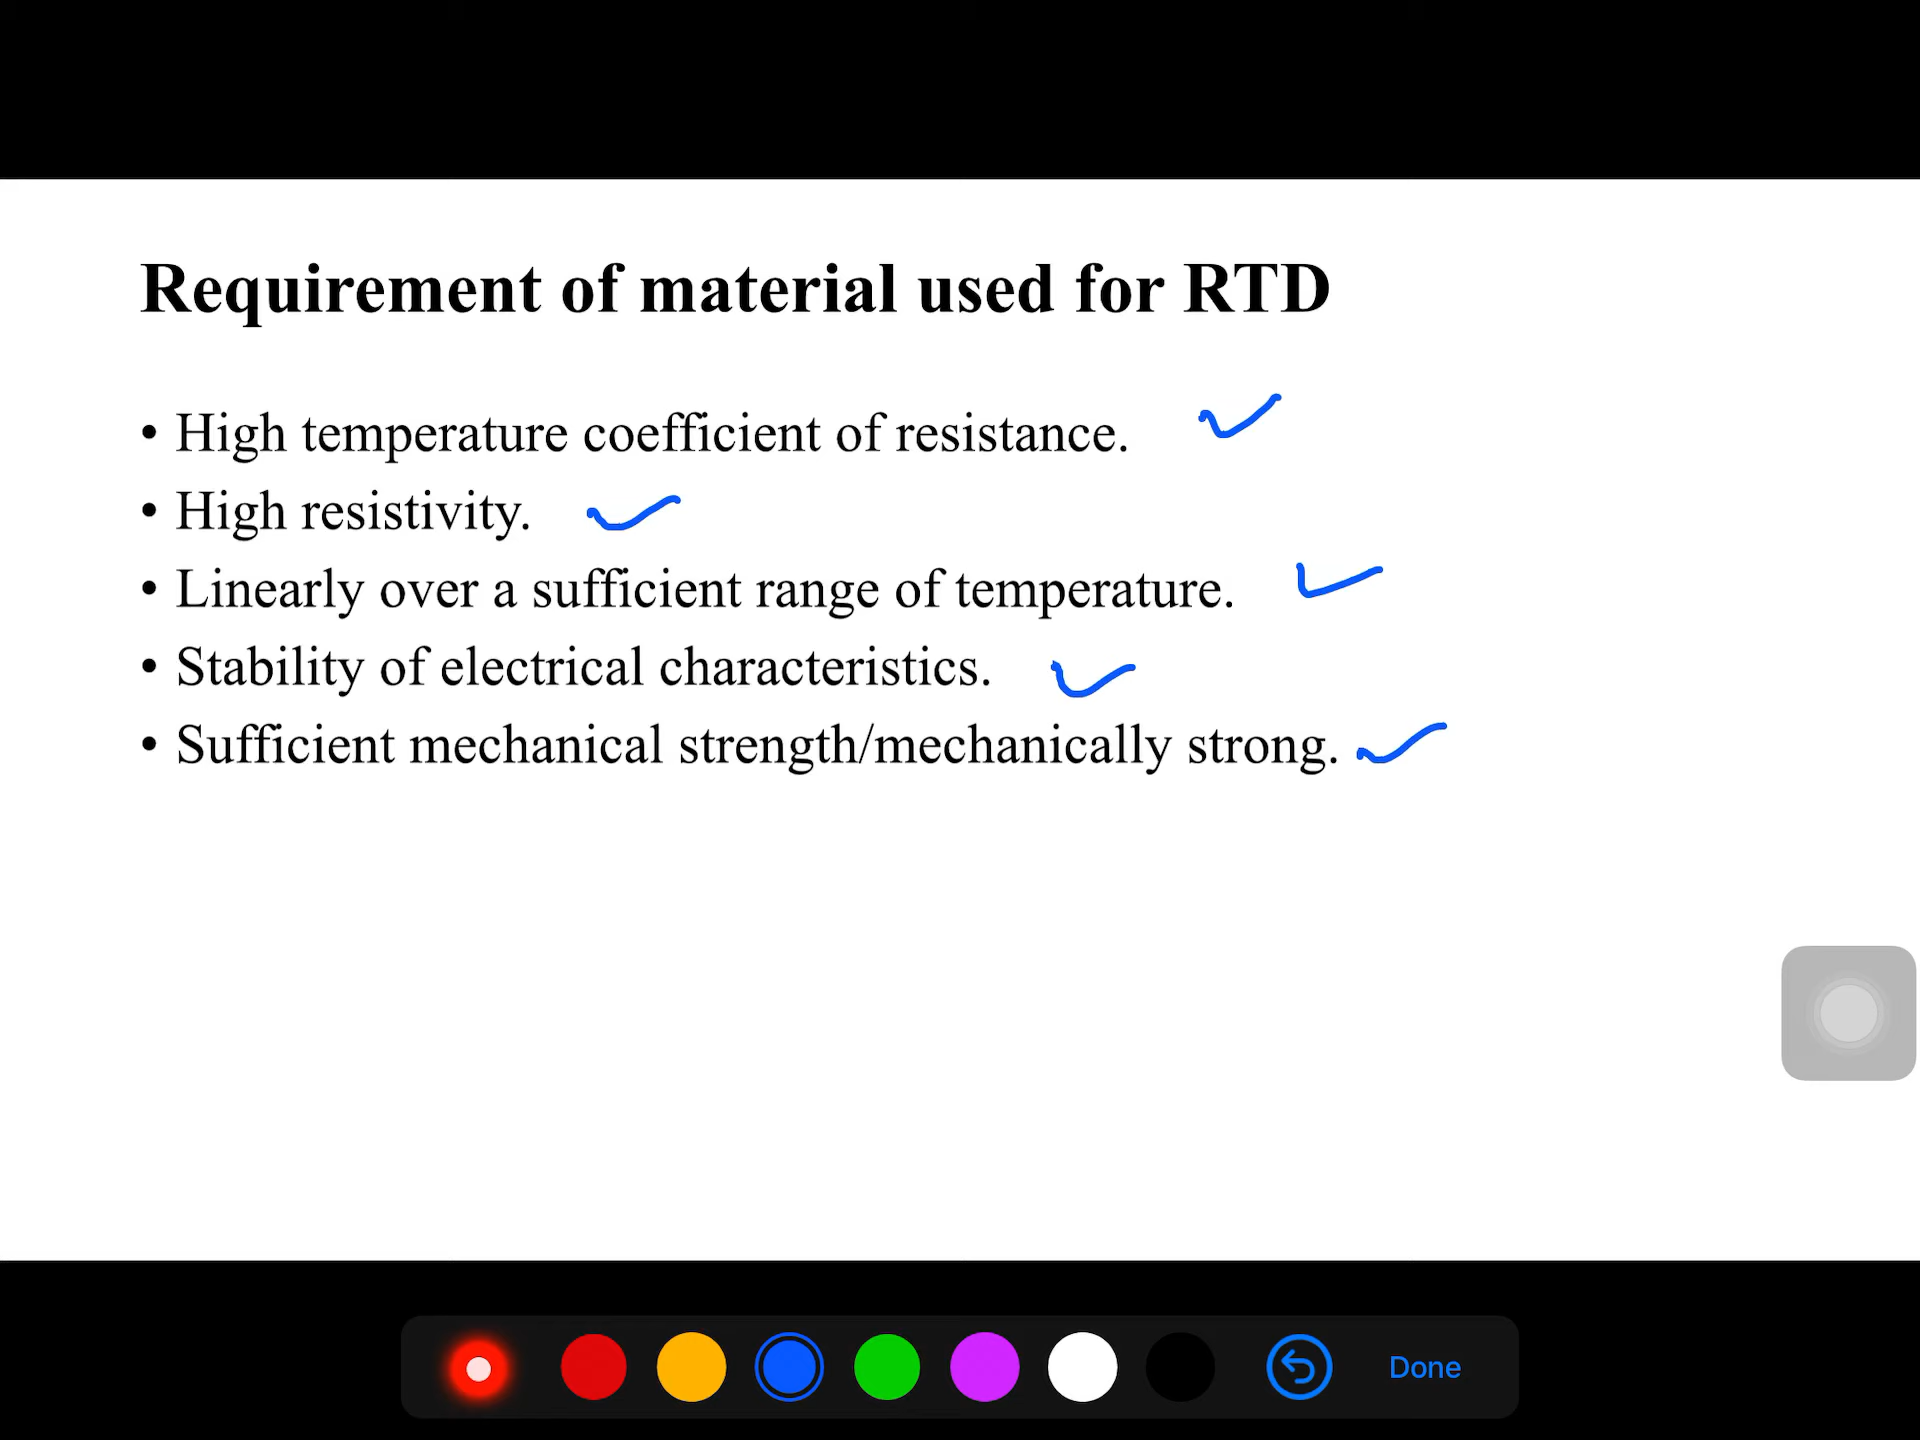 Requirement of material used for RTD
• High temperature coefficient of resistance.
• High resistivity.
• Linearly over a sufficient range of temperature.
• Stability of electrical characteristics.
• Sufficient mechanical strength/mechanically strong.
Done